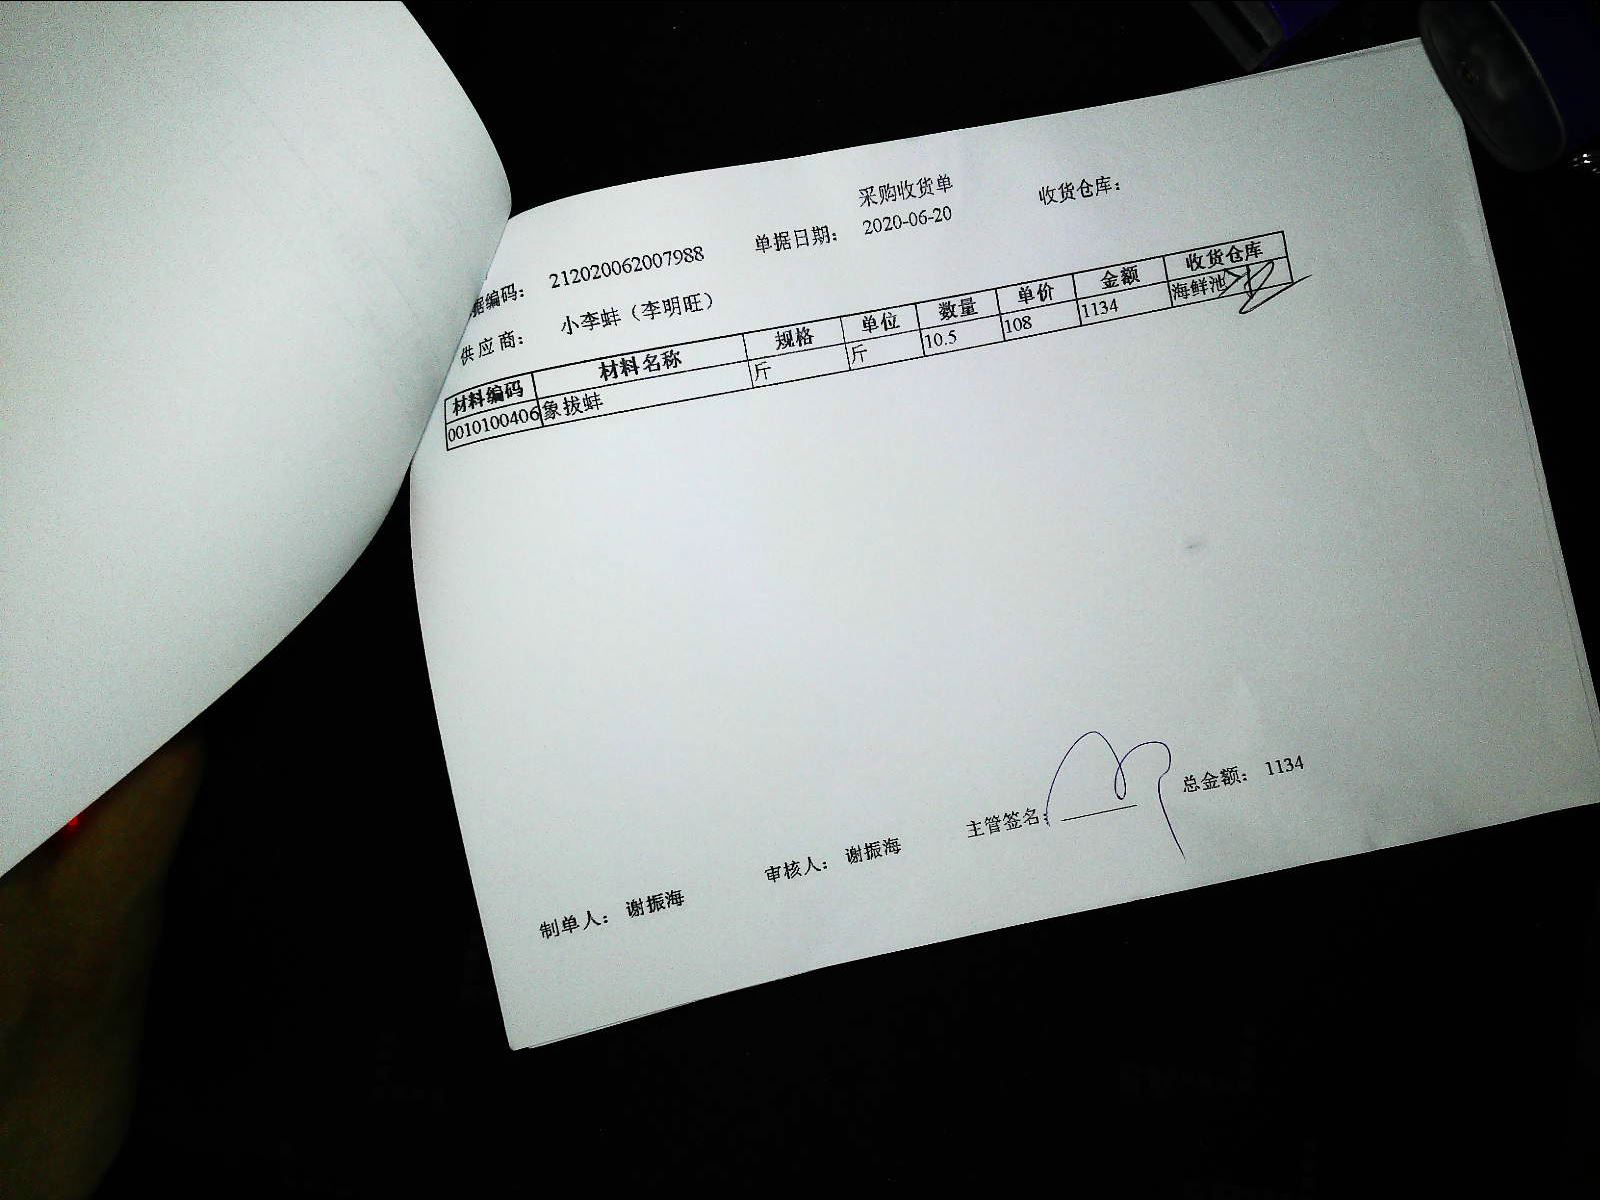 采购收货单
据编码: 212020062007988 单据日期: 2020-06-20 收货仓库:
供应商: 小李蚌（李明旺）
材料编码 材料名称 规格 单位 数量 单价 金额 收货仓库
0010100406 象拔蚌 斤 斤 10.5 108 1134 海鲜池
制单人: 谢振海 审核人: 谢振海 主管签名: 总金额: 1134